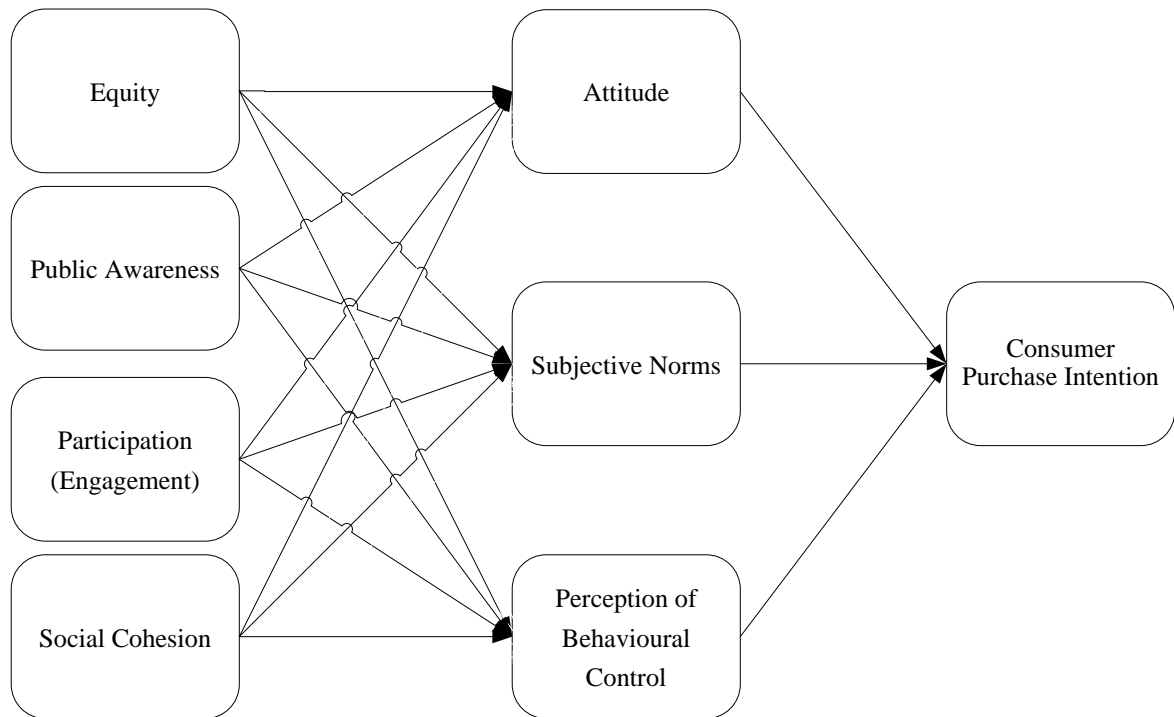 Equity
Public Awareness
Participation
(Engagement)
Social Cohesion
Attitude
Subjective Norms
Perception of
Behavioural
Control
Consumer
Purchase Intention